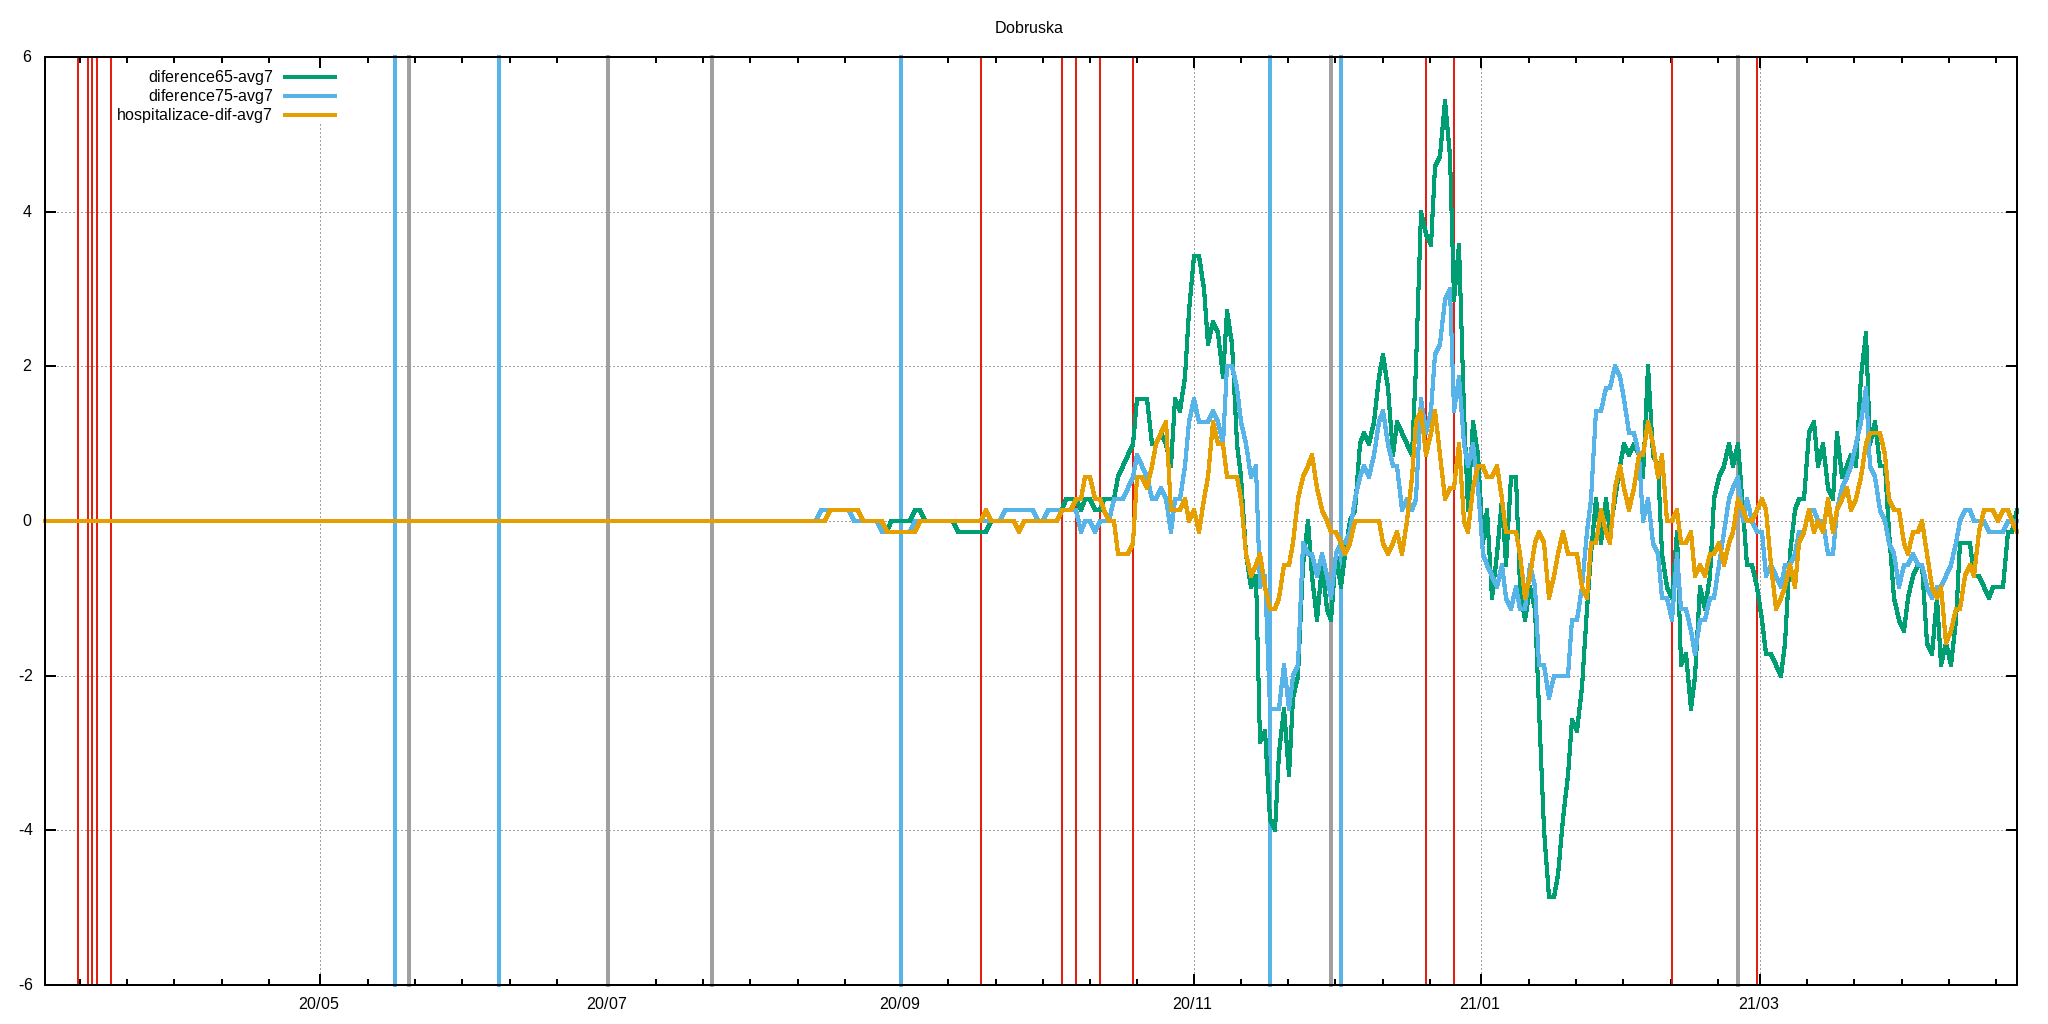 Dobruska
6
diference65-avg7
diference75-avg7
hospitalizace-dif-avg7
4
2
0
-2
-4
-6
20/05 20/07 20/09 20/11 21/01 21/03